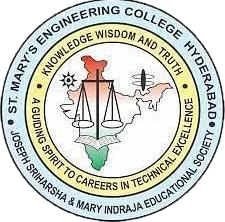 ST. MARY'S ENGINEERING COLLEGE HYDERABAD
JOSEPH SRIHARSHA & MARY INDRAJA EDUCATIONAL SOCIETY
KNOWLEDGE WISDOM AND TRUTH
A GUIDING SPIRIT TO CAREERS IN TECHNICAL EXCELLENCE